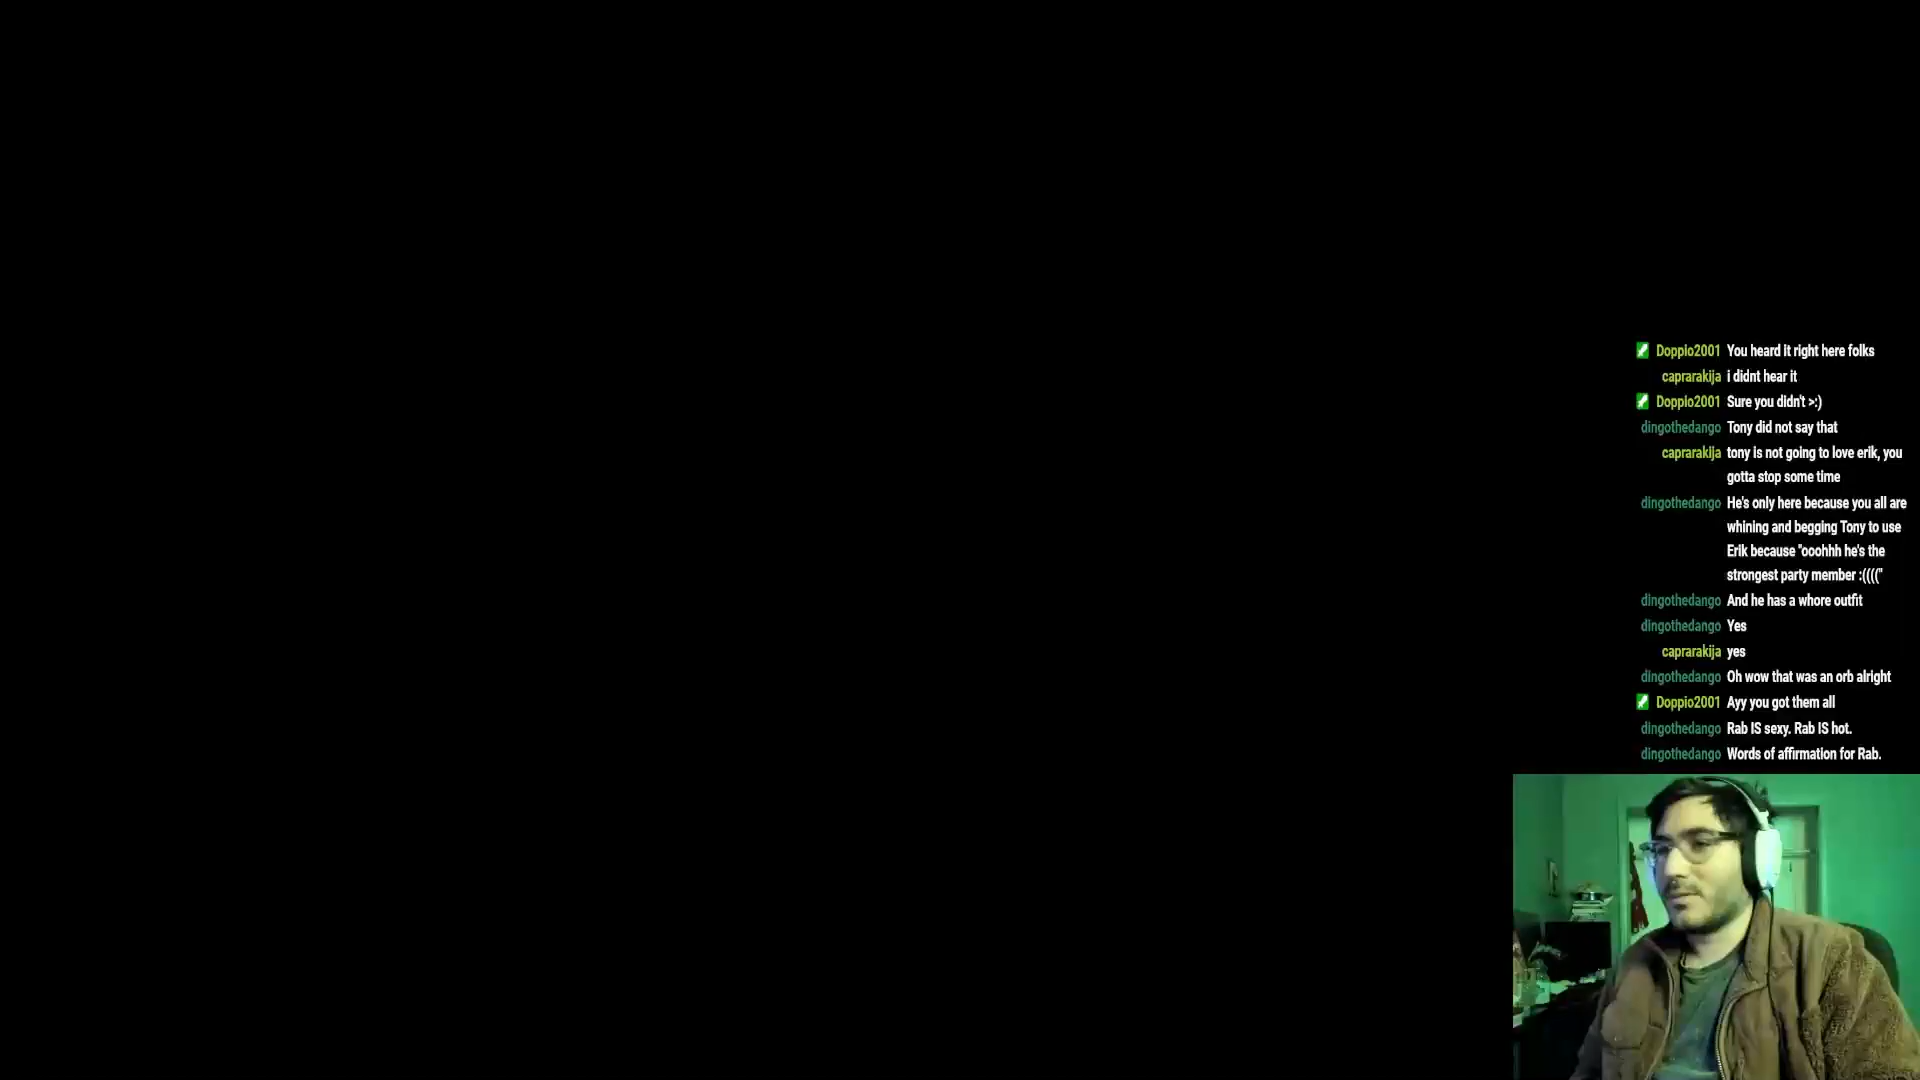 Doppio2001 You heard it right here folks
caprarakija i didnt hear it
Doppio2001 Sure you didn't >:)
dingothedango Tony did not say that
caprarakija tony is not going to love erik, you
gotta stop some time
dingothedango He's only here because you all are
whining and begging Tony to use
Erik because "ooohhh he's the
strongest party member :(((("
dingothedango And he has a whore outfit
dingothedango Yes
caprarakija yes
dingothedango Oh wow that was an orb alright
Doppio2001 Ayy you got them all
dingothedango Rab IS sexy. Rab IS hot.
dingothedango Words of affirmation for Rab.